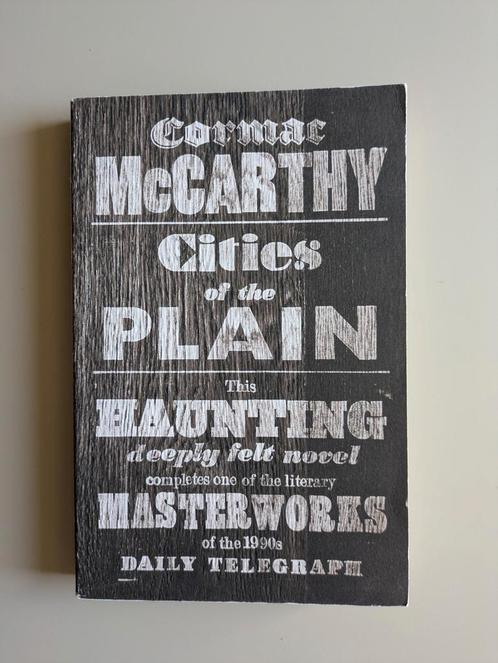 Cormac
McCARTHY
Cities
of the
PLAIN
This
HAUNTING
deeply felt novel
completes one of the literary
MASTERWORKS
of the 1990s
DAILY TELEGRAPH